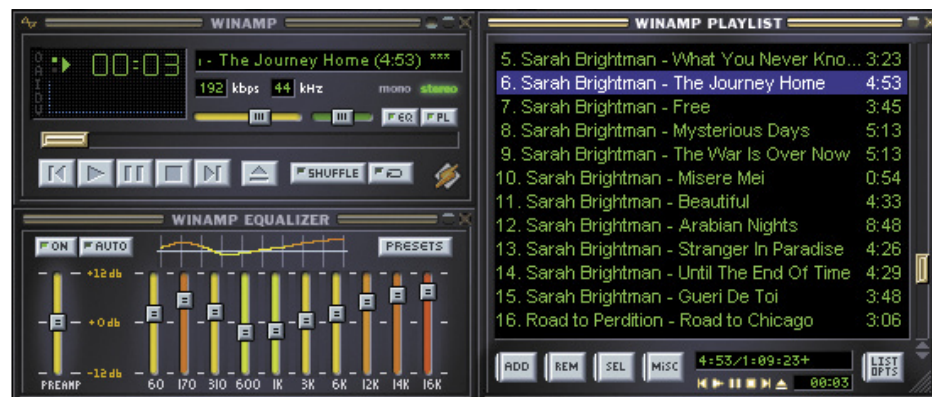 WINAMP
O A I D V
00:03
ı - The Journey Home (4:53) ***
192 kbps 44 kHz mono stereo
EQ PL
SHUFFLE
WINAMP EQUALIZER
ON AUTO PRESETS
+12 db
+0 db
-12 db
PREAMP 60 170 310 600 1K 3K 6K 12K 14K 16K
WINAMP PLAYLIST
5. Sarah Brightman - What You Never Kno... 3:23
6. Sarah Brightman - The Journey Home 4:53
7. Sarah Brightman - Free 3:45
8. Sarah Brightman - Mysterious Days 5:13
9. Sarah Brightman - The War Is Over Now 5:13
10. Sarah Brightman - Misere Mei 0:54
11. Sarah Brightman - Beautiful 4:33
12. Sarah Brightman - Arabian Nights 8:48
13. Sarah Brightman - Stranger In Paradise 4:26
14. Sarah Brightman - Until The End Of Time 4:29
15. Sarah Brightman - Gueri De Toi 3:48
16. Road to Perdition - Road to Chicago 3:06
ADD REM SEL MISC 4:53/1:09:23+ LIST
OPTS
00:03